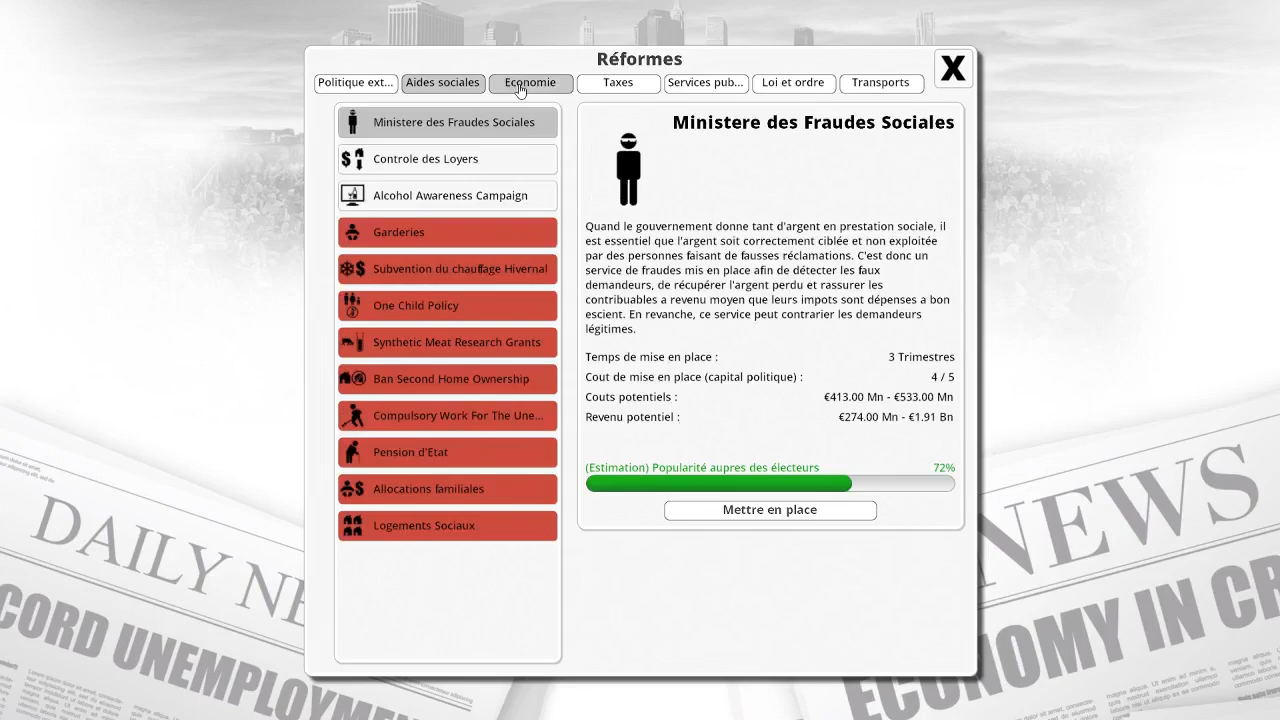 Réformes
X
Politique ext...
Aides sociales
Economie
Taxes
Services pub...
Loi et ordre
Transports
Ministere des Fraudes Sociales
Controle des Loyers
Alcohol Awareness Campaign
Garderies
Subvention du chauffage Hivernal
One Child Policy
Synthetic Meat Research Grants
Ban Second Home Ownership
Compulsory Work For The Une...
Pension d'Etat
Allocations familiales
Logements Sociaux
Ministere des Fraudes Sociales
Quand le gouvernement donne tant d'argent en prestation sociale, il
est essentiel que l'argent soit correctement ciblée et non exploitée
par des personnes faisant de fausses réclamations. C'est donc un
service de fraudes mis en place afin de détecter les faux
demandeurs, de récupérer l'argent perdu et rassurer les
contribuables a revenu moyen que leurs impots sont dépenses a bon
escient. En revanche, ce service peut contrarier les demandeurs
légitimes.
Temps de mise en place : 3 Trimestres
Cout de mise en place (capital politique) : 4 / 5
Couts potentiels : €413.00 Mn - €533.00 Mn
Revenu potentiel : €274.00 Mn - €1.91 Bn
(Estimation) Popularité aupres des électeurs 72%
Mettre en place
DAILY NE
CORD UNEMPLOYM
NEWS
ECONOMY IN CR